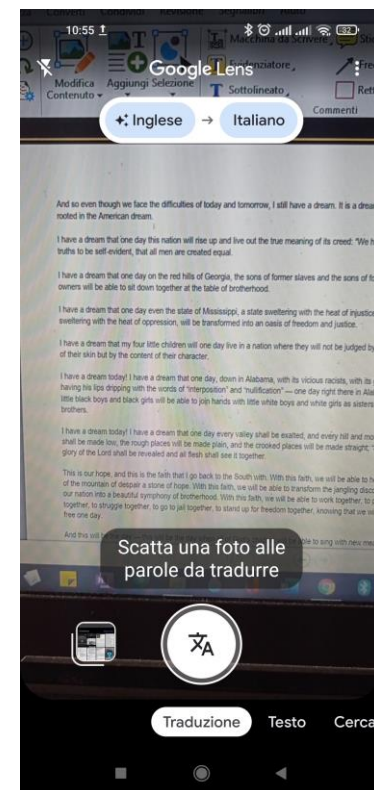 10:55
Converti Condividi Revisione Segnalibri
Macchina da Scrivere
Google Lens
Evidenziatore
Modifica Contenuto
Aggiungi
Selezione
Sottolineato
Commenti
Inglese → Italiano
And so even though we face the difficulties of today and tomorrow, I still have a dream. It is a
rooted in the American dream.
I have a dream that one day this nation will rise up and live out the true meaning of its creed: "We
truths to be self-evident, that all men are created equal.
I have a dream that one day on the red hills of Georgia, the sons of former slaves and the sons of
owners will be able to sit down together at the table of brotherhood.
I have a dream that one day even the state of Mississippi, a state sweltering with the heat of
sweltering with the heat of oppression, will be transformed into an oasis of freedom and justice.
I have a dream that my four little children will one day live in a nation where they will not be judged by
of their skin but by the content of their character.
I have a dream today! I have a dream that one day, down in Alabama, with its vicious racists, with its
having his lips dripping with the words of "interposition" and "nullification" — one day right there in
little black boys and black girls will be able to join hands with little white boys and white girls as sisters
brothers.
I have a dream today! I have a dream that one day every valley shall be exalted, and every hill and
shall be made low, the rough places will be made plain, and the crooked places will be made straight,
glory of the Lord shall be revealed and all flesh shall see it together.
This is our hope, and this is the faith that I go back to the South with. With this faith, we will be able to
of the mountain of despair a stone of hope. With this faith, we will be able to transform the jangling
our nation into a beautiful symphony of brotherhood. With this faith, we will be able to work together, to
together, to struggle together, to go to jail together, to stand up for freedom together, knowing that we
free one day.
And this will able to sing with new
Scatta una foto alle
parole da tradurre
Traduzione Testo Cerca